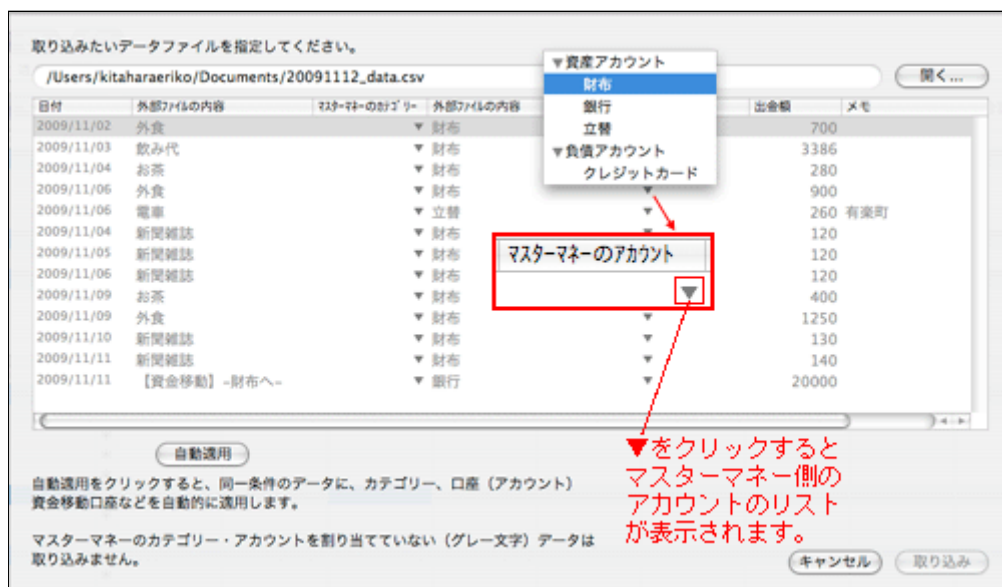 取り込みたいデータファイルを指定してください。
/Users/kitaharaeriko/Documents/20091112_data.csv
開く...
▼資産アカウント
財布
銀行
立替
▼負債アカウント
クレジットカード
日付 外部ファイルの内容 マスターマネーのカテゴリー 外部ファイルの内容 出金額 メモ
2009/11/02 外食 ▼ 財布 700
2009/11/03 飲み代 ▼ 財布 3386
2009/11/04 お茶 ▼ 財布 280
2009/11/06 外食 ▼ 財布 ▼ 900
2009/11/06 電車 ▼ 立替 ▼ 260 有楽町
2009/11/04 新聞雑誌 ▼ 財布 ▼ 120
2009/11/05 新聞雑誌 ▼ 財布 120
2009/11/06 新聞雑誌 ▼ 財布 120
2009/11/09 お茶 ▼ 財布 400
2009/11/09 外食 ▼ 財布 ▼ 1250
2009/11/10 新聞雑誌 ▼ 財布 ▼ 130
2009/11/11 新聞雑誌 ▼ 財布 ▼ 140
2009/11/11 【資金移動】-財布へ- ▼ 銀行 ▼ 20000
マスターマネーのアカウント
▼
▼をクリックすると
マスターマネー側の
アカウントのリスト
が表示されます。
自動適用
自動適用をクリックすると、同一条件のデータに、カテゴリー、口座（アカウント）
資金移動口座などを自動的に適用します。
マスターマネーのカテゴリー・アカウントを割り当てていない（グレー文字）データは
取り込みません。
キャンセル
取り込み